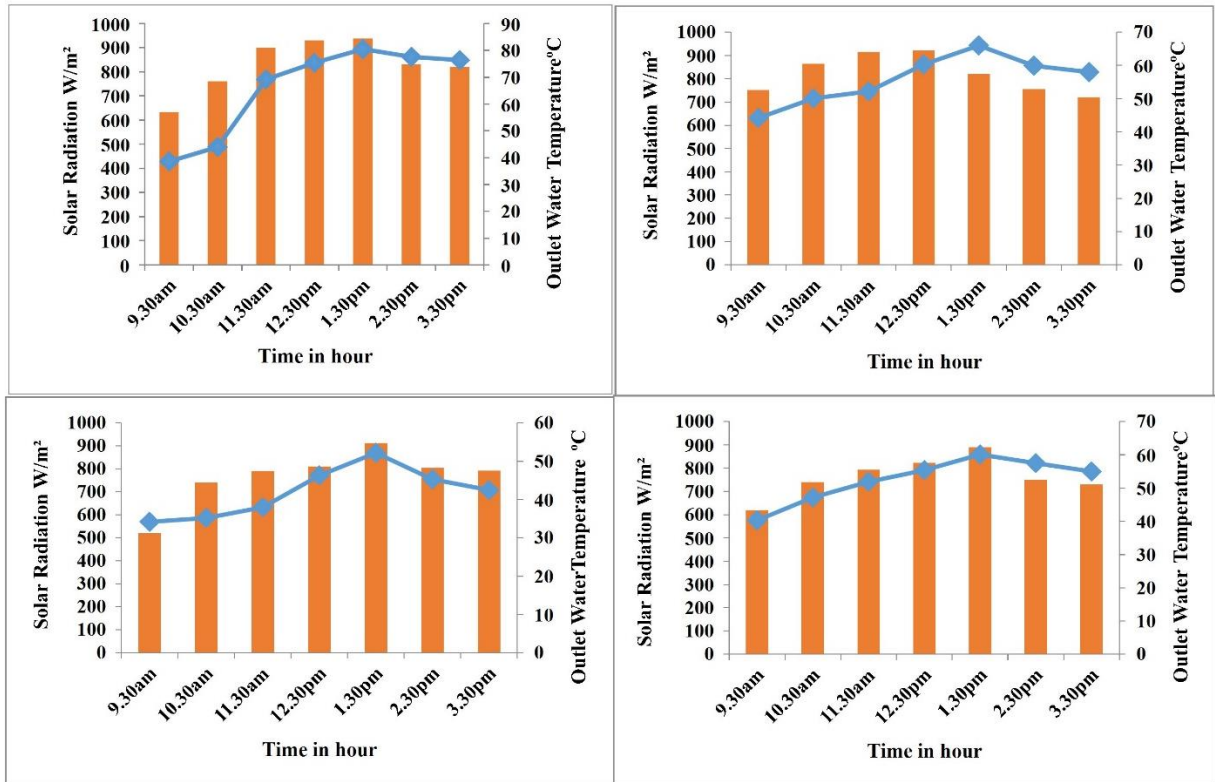 Solar Radiation W/m²
1000
900
800
700
600
500
400
300
200
100
0
90
80
70
60
50
40
30
20
10
0
Outlet Water TemperatureºC
9.30am
10.30am
11.30am
12.30pm
1.30pm
2.30pm
3.30pm
Time in hour
Solar Radiation W/m²
1000
900
800
700
600
500
400
300
200
100
0
70
60
50
40
30
20
10
0
Outlet Water TemperatureºC
9.30am
10.30am
11.30am
12.30pm
1.30pm
2.30pm
3.30pm
Time in hour
Solar Radiation W/m²
1000
900
800
700
600
500
400
300
200
100
0
60
50
40
30
20
10
0
Outlet WaterTemperature ºC
9.30am
10.30am
11.30am
12.30pm
1.30pm
2.30pm
3.30pm
Time in hour
Solar Radiation W/m²
1000
900
800
700
600
500
400
300
200
100
0
70
60
50
40
30
20
10
0
Outlet Water TemperatureºC
9.30am
10.30am
11.30am
12.30pm
1.30pm
2.30pm
3.30pm
Time in hour